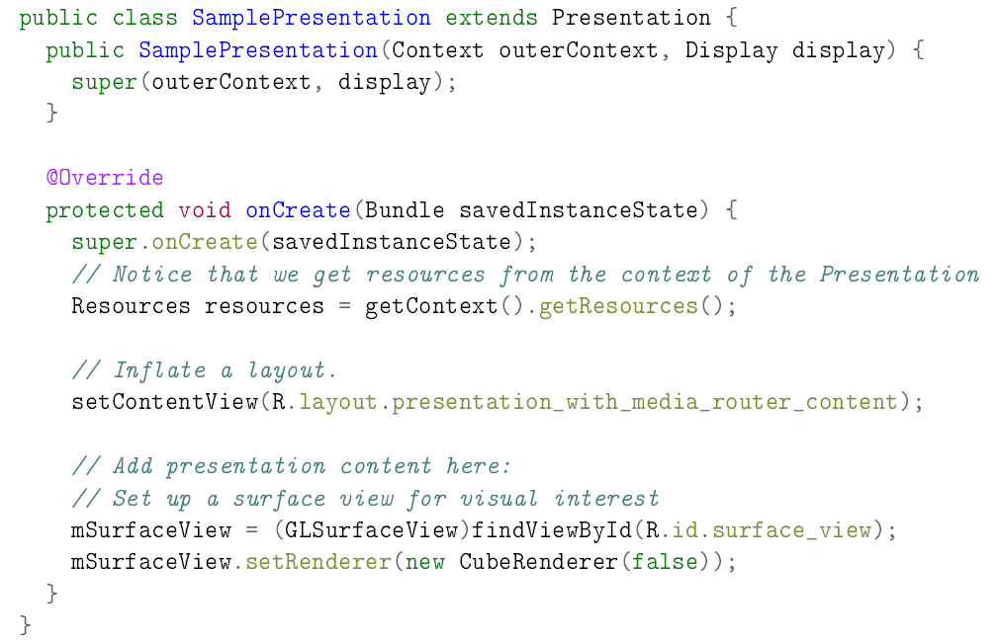 public class SamplePresentation extends Presentation {
  public SamplePresentation(Context outerContext, Display display) {
    super(outerContext, display);
  }

  @Override
  protected void onCreate(Bundle savedInstanceState) {
    super.onCreate(savedInstanceState);
    // Notice that we get resources from the context of the Presentation
    Resources resources = getContext().getResources();

    // Inflate a layout.
    setContentView(R.layout.presentation_with_media_router_content);

    // Add presentation content here:
    // Set up a surface view for visual interest
    mSurfaceView = (GLSurfaceView)findViewById(R.id.surface_view);
    mSurfaceView.setRenderer(new CubeRenderer(false));
  }
}